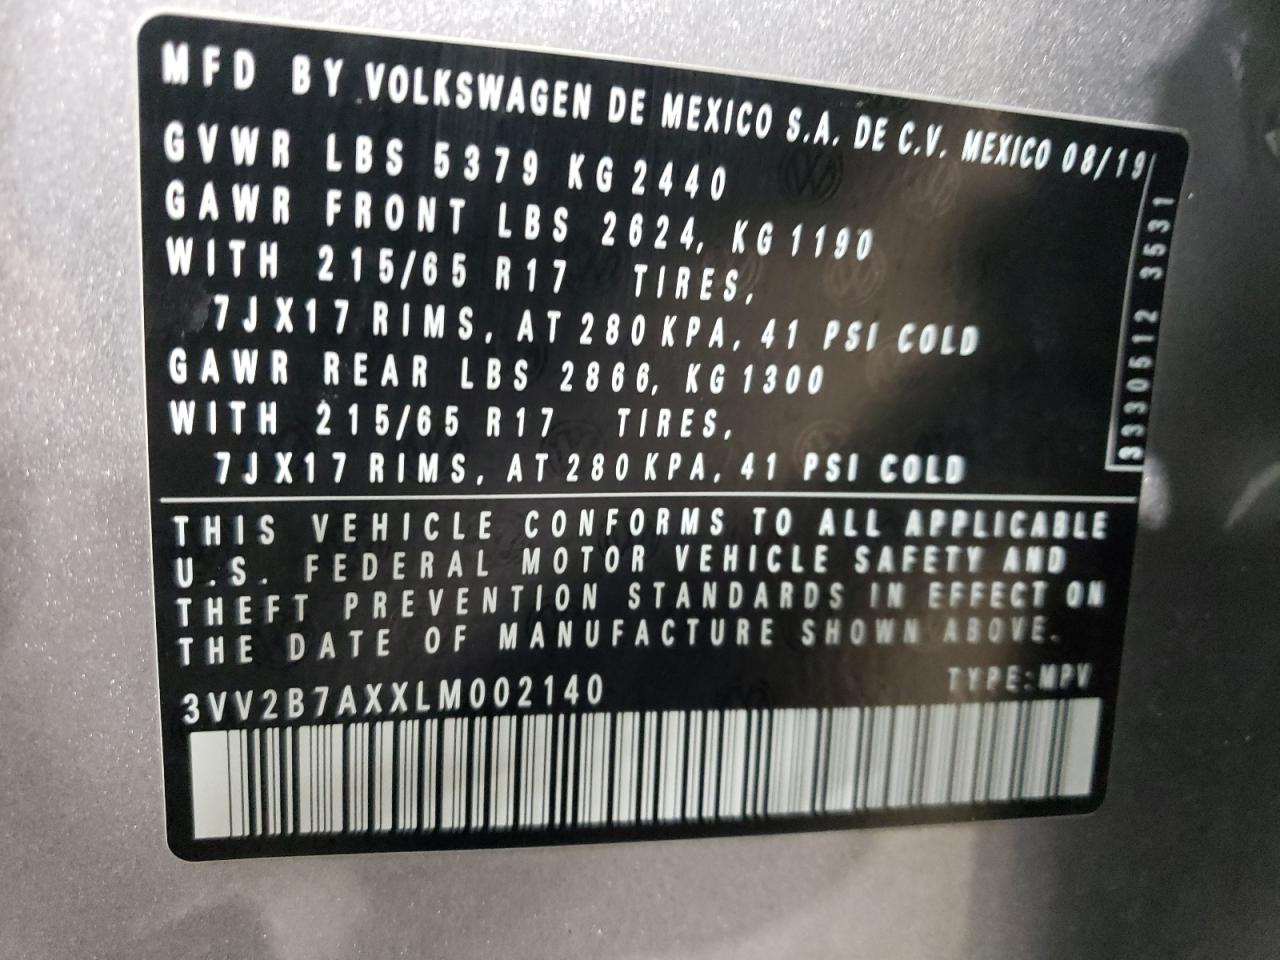 MFD BY VOLKSWAGEN DE MEXICO S.A. DE C.V. MEXICO 08/19
GVWR LBS 5379 KG 2440
GAWR FRONT LBS 2624, KG 1190
WITH 215/65 R17 TIRES,
7JX17 RIMS, AT 280 KPA, 41 PSI COLD
GAWR REAR LBS 2866, KG 1300
WITH 215/65 R17 TIRES,
7JX17 RIMS, AT 280 KPA, 41 PSI COLD
3330512 3531
THIS VEHICLE CONFORMS TO ALL APPLICABLE
U.S. FEDERAL MOTOR VEHICLE SAFETY AND
THEFT PREVENTION STANDARDS IN EFFECT ON
THE DATE OF MANUFACTURE SHOWN ABOVE.
3VV2B7AXXLM002140 TYPE:MPV